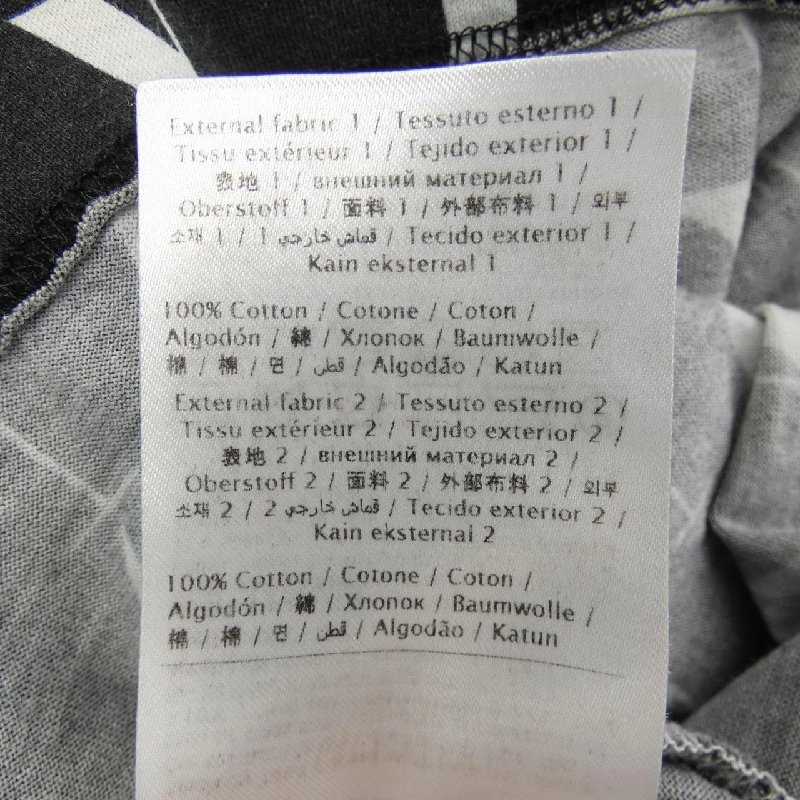 External fabric 1 / Tessuto esterno 1 /
Tissu extérieur 1 / Tejido exterior 1 /
表地 1 / внешний материал 1 /
Oberstoff 1 / 面料 1 / 外部布料 1 / 외부
소재 1 / 1 قماش خارجي / Tecido exterior 1 /
Kain eksternal 1
100% Cotton / Cotone / Coton /
Algodón / 綿 / Хлопок / Baumwolle /
棉 / 棉 / 면 / قطن / Algodão / Katun
External fabric 2 / Tessuto esterno 2 /
Tissu extérieur 2 / Tejido exterior 2 /
表地 2 / внешний материал 2 /
Oberstoff 2 / 面料 2 / 外部布料 2 / 외부
소재 2 / 2 قماش خارجي / Tecido exterior 2 /
Kain eksternal 2
100% Cotton / Cotone / Coton /
Algodón / 綿 / Хлопок / Baumwolle /
棉 / 棉 / 면 / قطن / Algodão / Katun